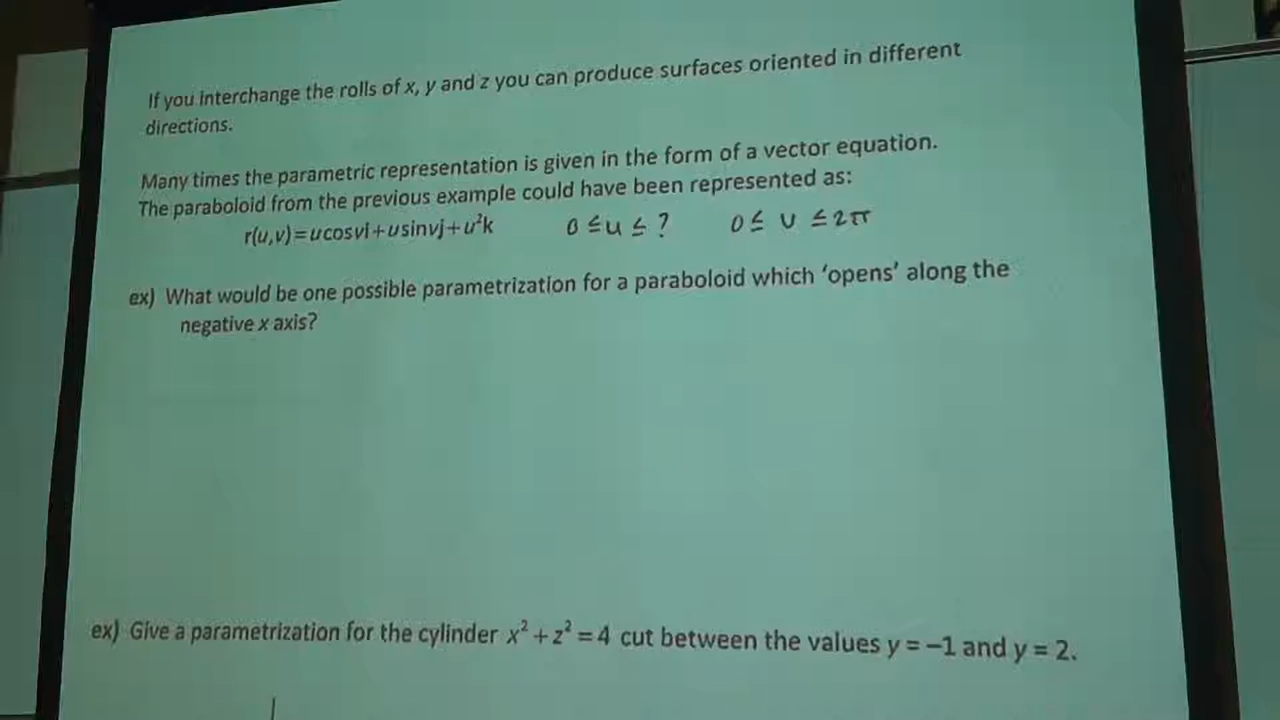 If you interchange the rolls of x, y and z you can produce surfaces oriented in different
directions.
Many times the parametric representation is given in the form of a vector equation.
The paraboloid from the previous example could have been represented as:
r(u,v)=ucosvi+usinvj+u²k 0 ≤ u ≤ ? 0 ≤ v ≤ 2π
ex) What would be one possible parametrization for a paraboloid which ‘opens’ along the
negative x axis?
ex) Give a parametrization for the cylinder x² + z² = 4 cut between the values y = −1 and y = 2.